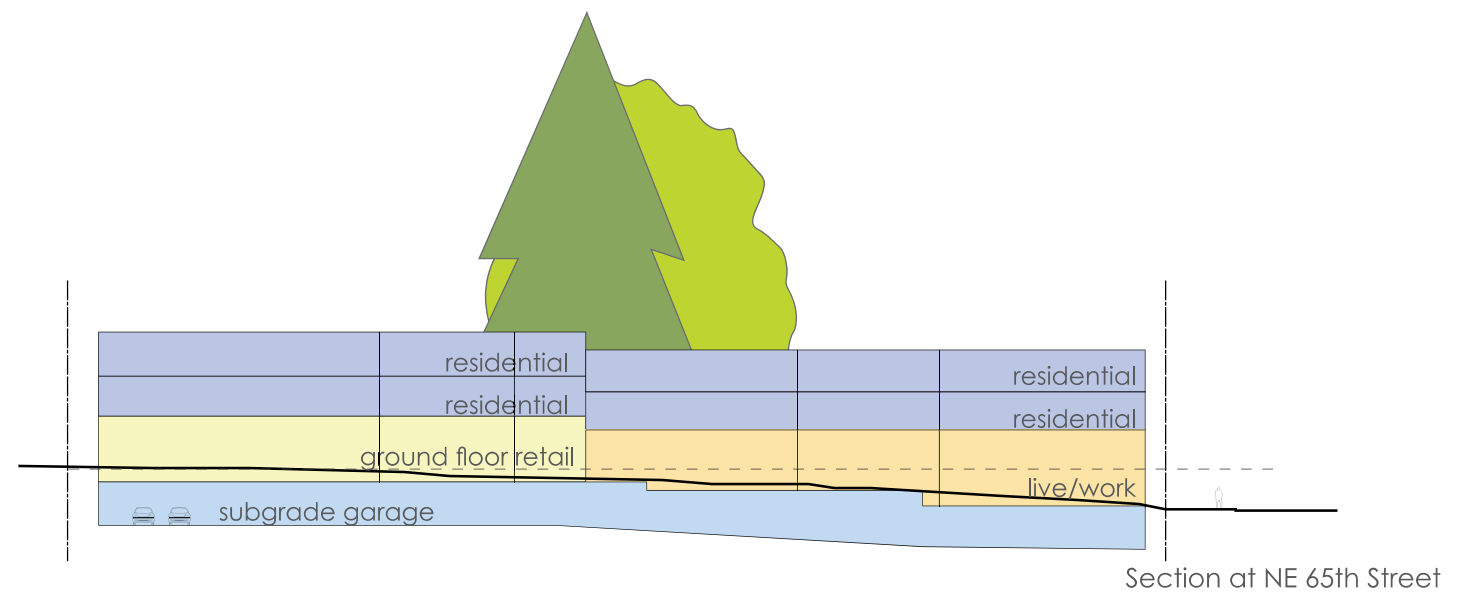 residential
residential
residential
residential
ground floor retail
live/work
subgrade garage
Section at NE 65th Street